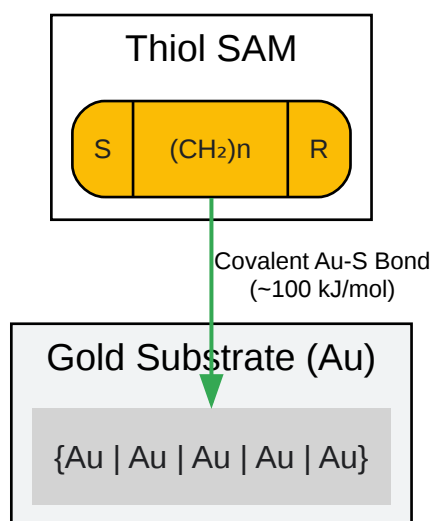 Thiol SAM
S (CH₂)n R
Covalent Au-S Bond
(~100 kJ/mol)
Gold Substrate (Au)
{Au | Au | Au | Au | Au}